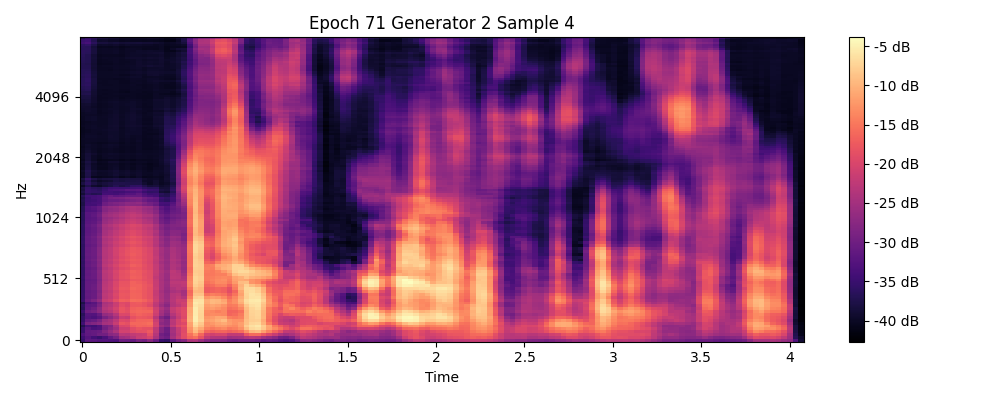 Epoch 71 Generator 2 Sample 4
Hz
4096
2048
1024
512
0
0
0.5
1
1.5
2
2.5
3
3.5
4
Time
-5 dB
-10 dB
-15 dB
-20 dB
-25 dB
-30 dB
-35 dB
-40 dB